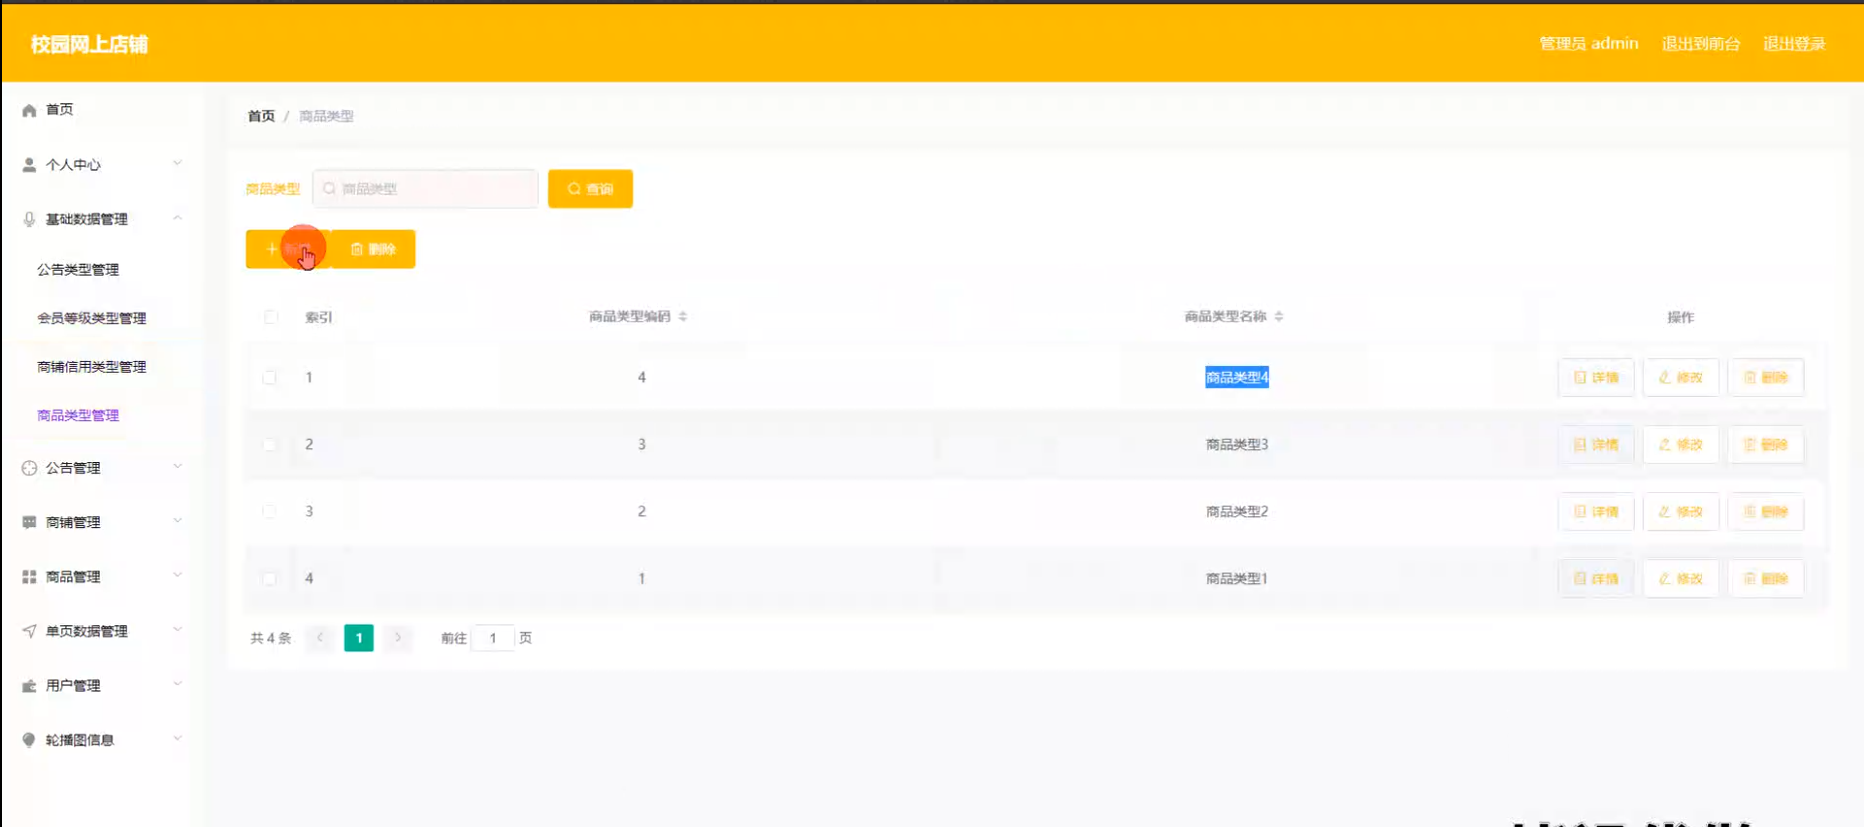 校园网上店铺
管理员 admin 退出到前台 退出登录
首页
个人中心
基础数据管理
公告类型管理
会员等级类型管理
商铺信用类型管理
商品类型管理
公告管理
商铺管理
商品管理
单页数据管理
用户管理
轮播图信息
首页 / 商品类型
商品类型 商品类型 查询
删除
索引 商品类型编码 商品类型名称 操作
1 4 商品类型4 详情 修改 删除
2 3 商品类型3 详情 修改 删除
3 2 商品类型2 详情 修改 删除
4 1 商品类型1 详情 修改 删除
共 4 条 1 前往 1 页